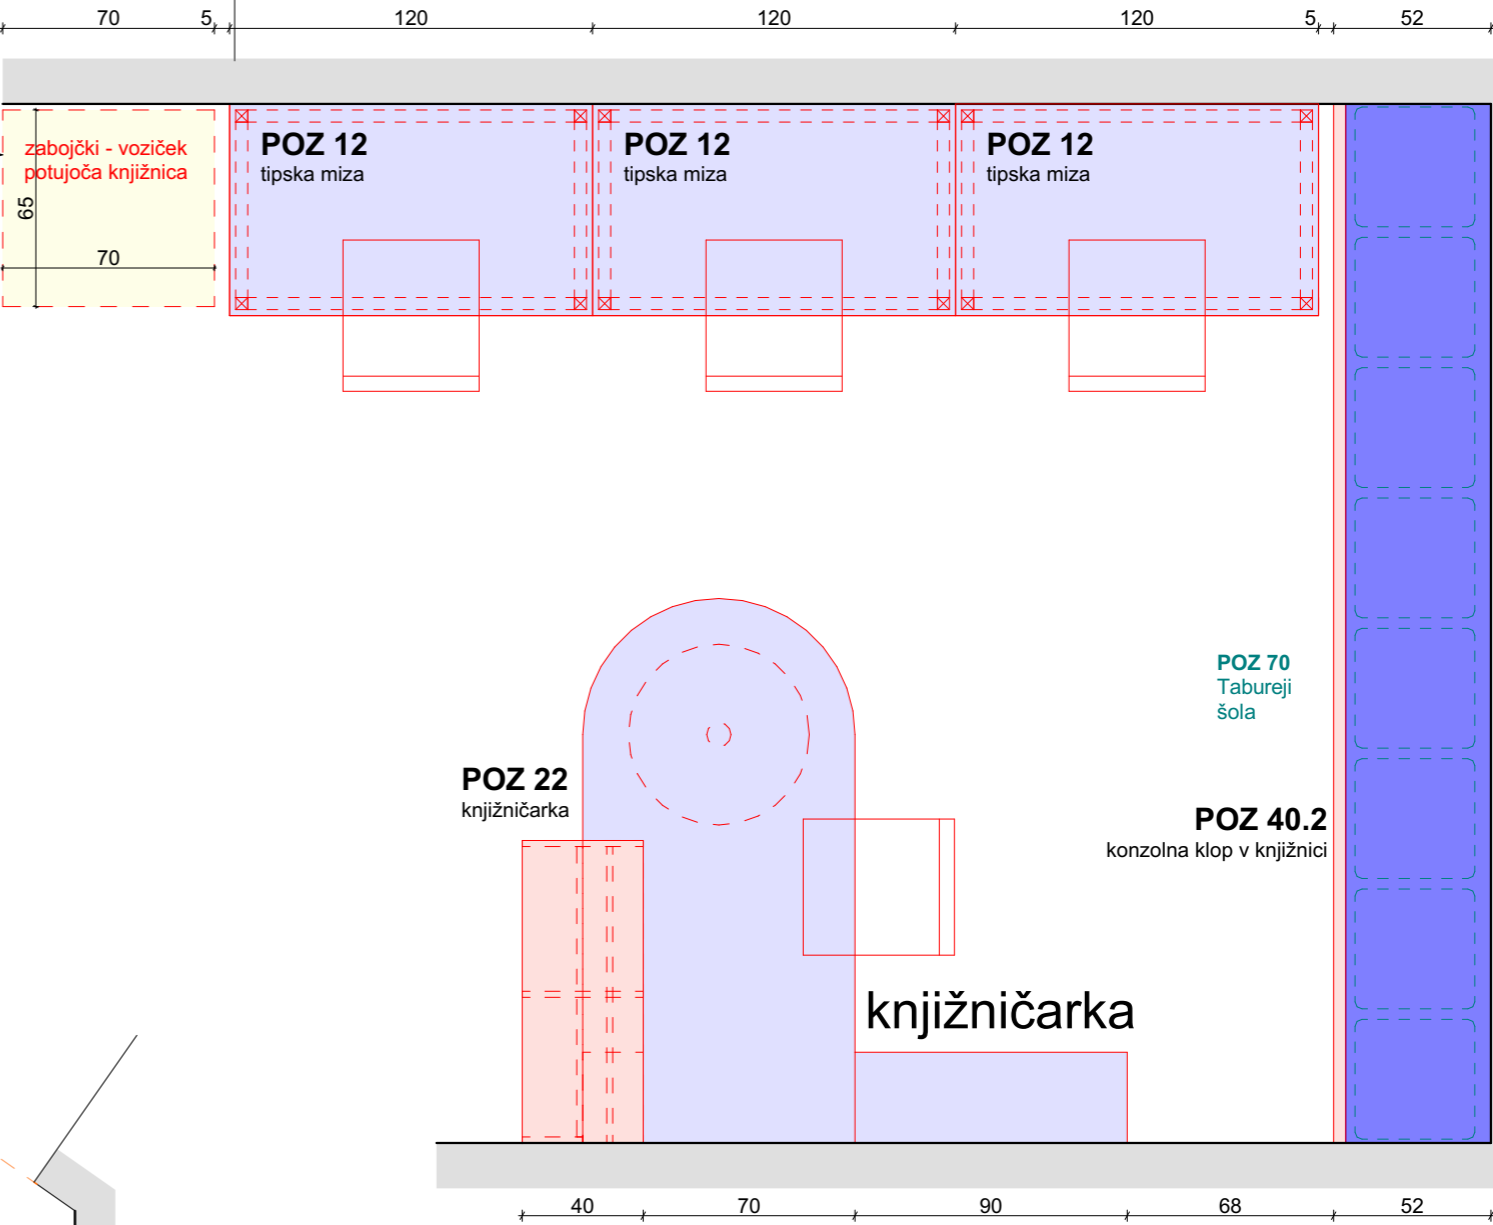 70 5 120 120 120 5 52
zabojčki - voziček
potujoča knjižnica
65
70
POZ 12
tipska miza
POZ 12
tipska miza
POZ 12
tipska miza
POZ 70
Tabureji
šola
POZ 22
knjižničarka
POZ 40.2
konzolna klop v knjižnici
knjižničarka
40 70 90 68 52